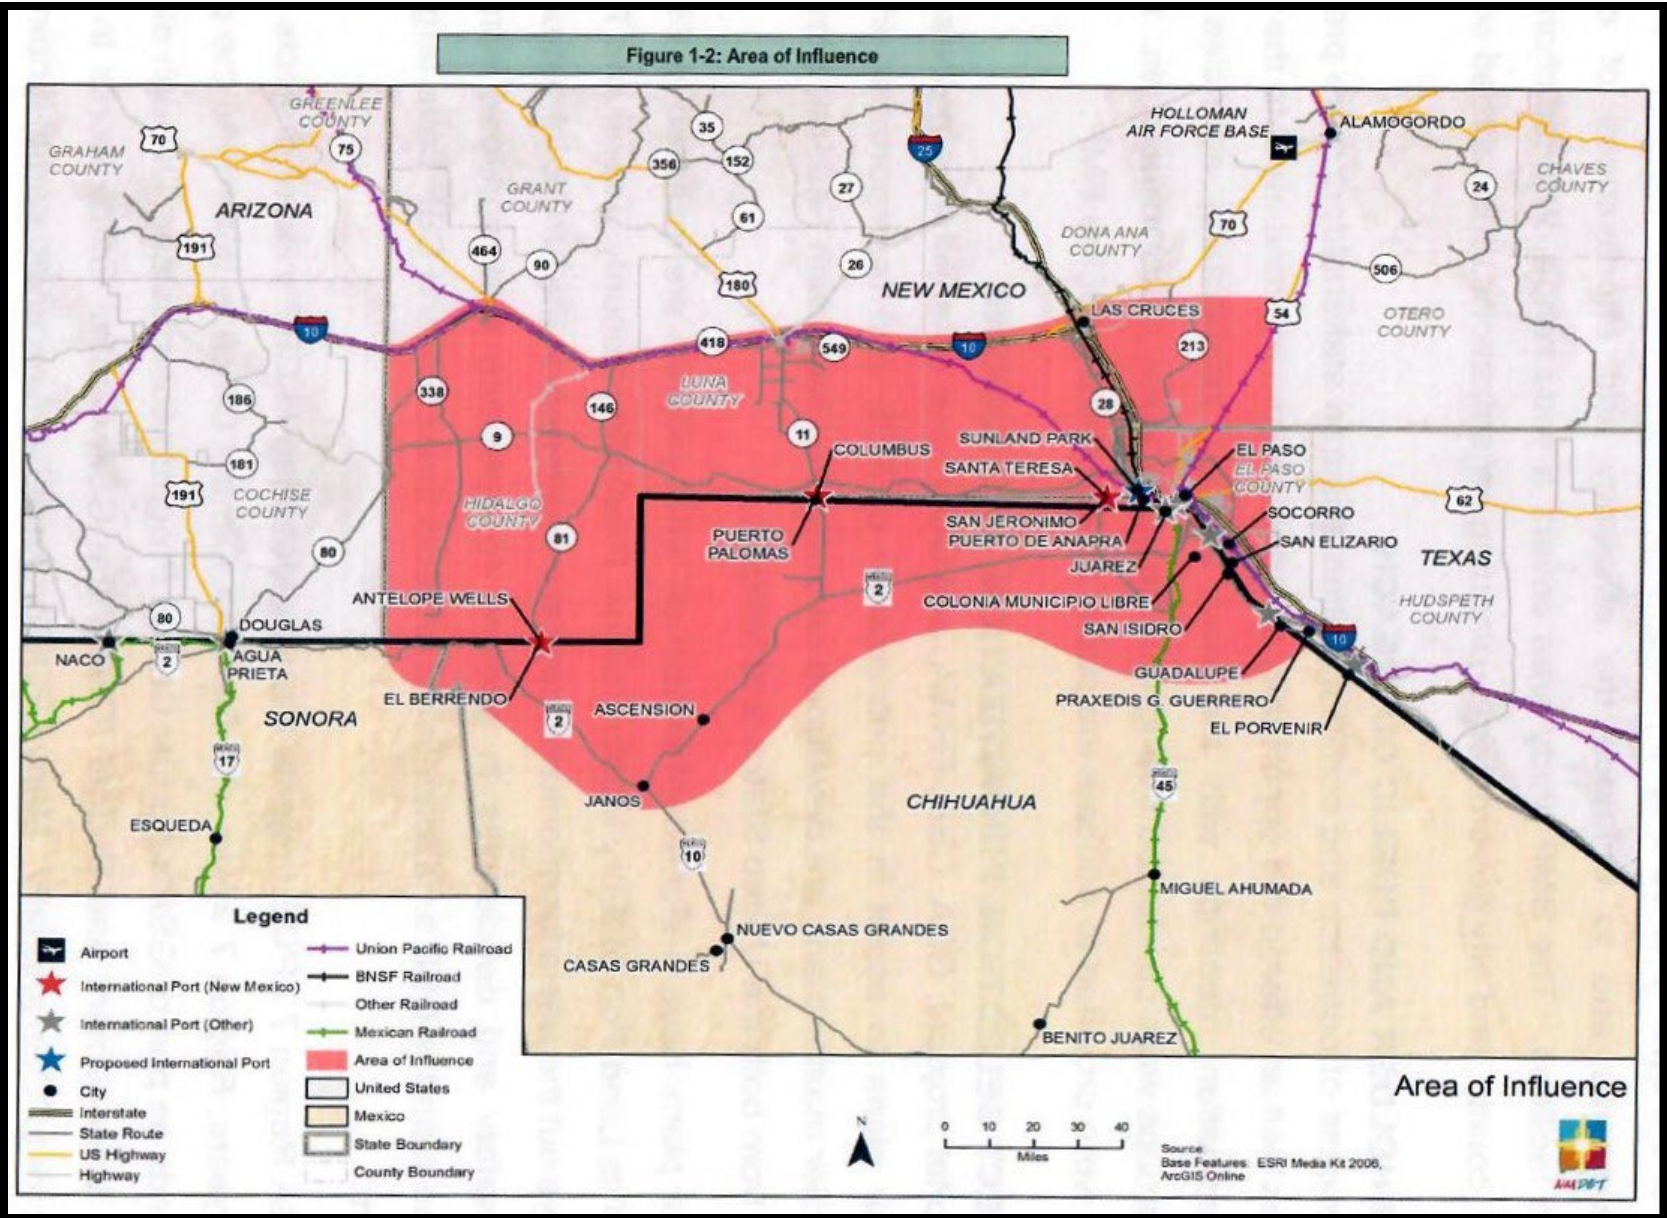 Figure 1-2: Area of Influence
GREENLEE
COUNTY
70
75
GRAHAM
COUNTY
ARIZONA
191
GRANT
COUNTY
464
90
35
356
152
27
61
26
180
25
HOLLOMAN
AIR FORCE BASE
ALAMOGORDO
CHAVES
COUNTY
24
70
DONA ANA
COUNTY
506
NEW MEXICO
OTERO
COUNTY
54
LAS CRUCES
213
10
418
549
10
LUNA
COUNTY
338
146
28
186
9
11
181
191
COCHISE
COUNTY
80
HIDALGO
COUNTY
81
COLUMBUS
SUNLAND PARK
SANTA TERESA
EL PASO
EL PASO
COUNTY
62
PUERTO
PALOMAS
SAN JERONIMO
PUERTO DE ANAPRA
SOCORRO
SAN ELIZARIO
JUAREZ
TEXAS
MEXICO
2
COLONIA MUNICIPIO LIBRE
HUDSPETH
COUNTY
ANTELOPE WELLS
80
DOUGLAS
SAN ISIDRO
10
NACO
MEXICO
2
AGUA
PRIETA
GUADALUPE
PRAXEDIS G. GUERRERO
EL PORVENIR
EL BERRENDO
SONORA
MEXICO
2
ASCENSION
MEXICO
17
JANOS
CHIHUAHUA
MEXICO
45
ESQUEDA
MEXICO
10
MIGUEL AHUMADA
NUEVO CASAS GRANDES
CASAS GRANDES
BENITO JUAREZ
Legend
Airport
International Port (New Mexico)
International Port (Other)
Proposed International Port
City
Interstate
State Route
US Highway
Highway
Union Pacific Railroad
BNSF Railroad
Other Railroad
Mexican Railroad
Area of Influence
United States
Mexico
State Boundary
County Boundary
Area of Influence
N
0 10 20 30 40
Miles
Source:
Base Features: ESRI Media Kit 2006,
ArcGIS Online
NMDOT